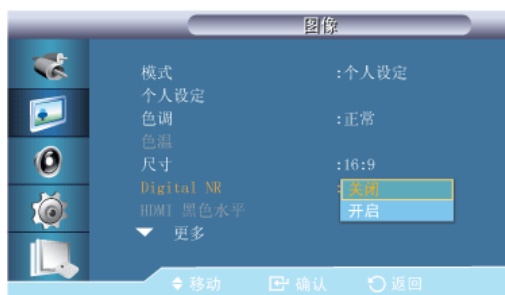 图像
模式 :个人设定
个人设定
色调 :正常
色温
尺寸 :16:9
Digital NR :关闭
HDMI 黑色水平 开启
更多
移动 确认 返回